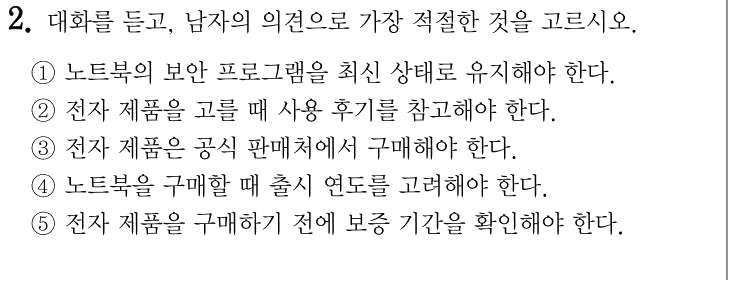 2. 대화를 듣고, 남자의 의견으로 가장 적절한 것을 고르시오.
① 노트북의 보안 프로그램을 최신 상태로 유지해야 한다.
② 전자 제품을 고를 때 사용 후기를 참고해야 한다.
③ 전자 제품은 공식 판매처에서 구매해야 한다.
④ 노트북을 구매할 때 출시 연도를 고려해야 한다.
⑤ 전자 제품을 구매하기 전에 보증 기간을 확인해야 한다.